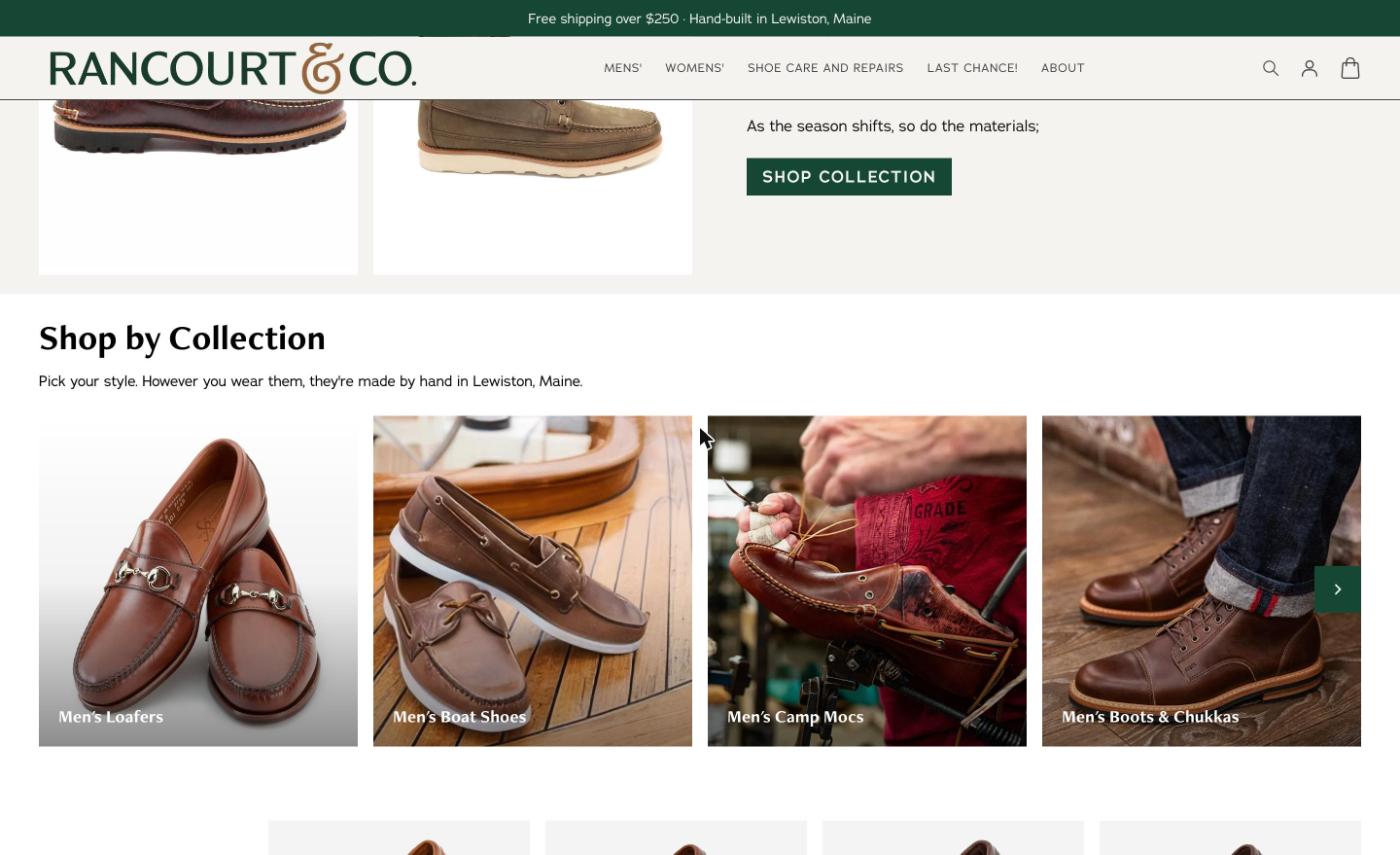 Free shipping over $250 · Hand-built in Lewiston, Maine
RANCOURT & CO.
MENS' WOMENS' SHOE CARE AND REPAIRS LAST CHANCE! ABOUT
As the season shifts, so do the materials;
SHOP COLLECTION
Shop by Collection
Pick your style. However you wear them, they're made by hand in Lewiston, Maine.
GRADE
Men's Loafers
Men's Boat Shoes
Men's Camp Mocs
Men's Boots & Chukkas